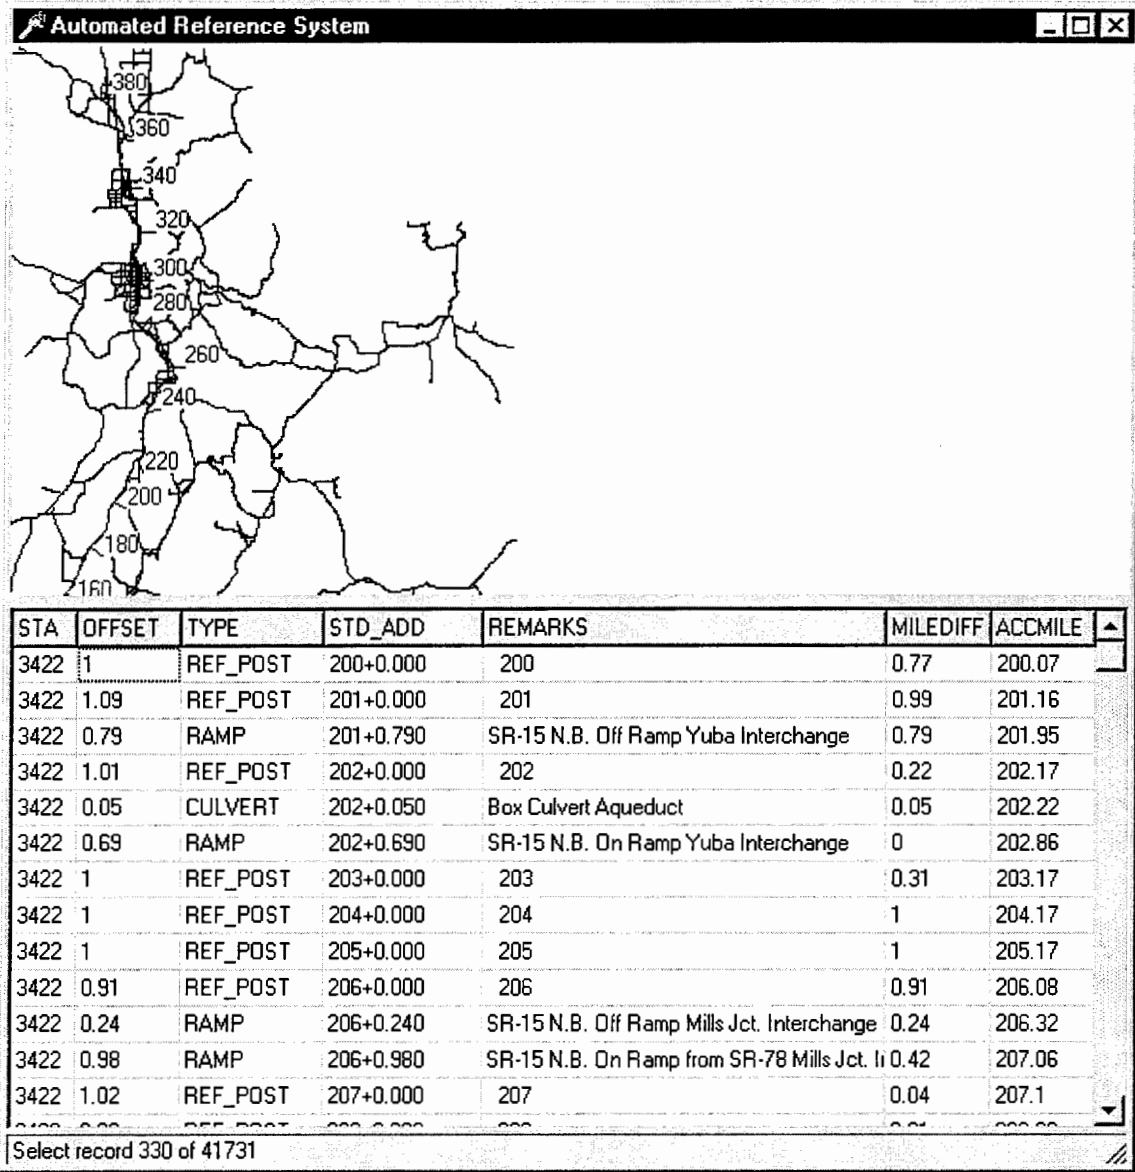 Automated Reference System
380
360
340
320
300
280
260
240
220
200
180
160
STA OFFSET TYPE STD_ADD REMARKS MILEDIFF ACCMILE
3422 1 REF_POST 200+0.000 200 0.77 200.07
3422 1.09 REF_POST 201+0.000 201 0.99 201.16
3422 0.79 RAMP 201+0.790 SR-15 N.B. Off Ramp Yuba Interchange 0.79 201.95
3422 1.01 REF_POST 202+0.000 202 0.22 202.17
3422 0.05 CULVERT 202+0.050 Box Culvert Aqueduct 0.05 202.22
3422 0.69 RAMP 202+0.690 SR-15 N.B. On Ramp Yuba Interchange 0 202.86
3422 1 REF_POST 203+0.000 203 0.31 203.17
3422 1 REF_POST 204+0.000 204 1 204.17
3422 1 REF_POST 205+0.000 205 1 205.17
3422 0.91 REF_POST 206+0.000 206 0.91 206.08
3422 0.24 RAMP 206+0.240 SR-15 N.B. Off Ramp Mills Jct. Interchange 0.24 206.32
3422 0.98 RAMP 206+0.980 SR-15 N.B. On Ramp from SR-78 Mills Jct. 0.42 207.06
3422 1.02 REF_POST 207+0.000 207 0.04 207.1
Select record 330 of 41731